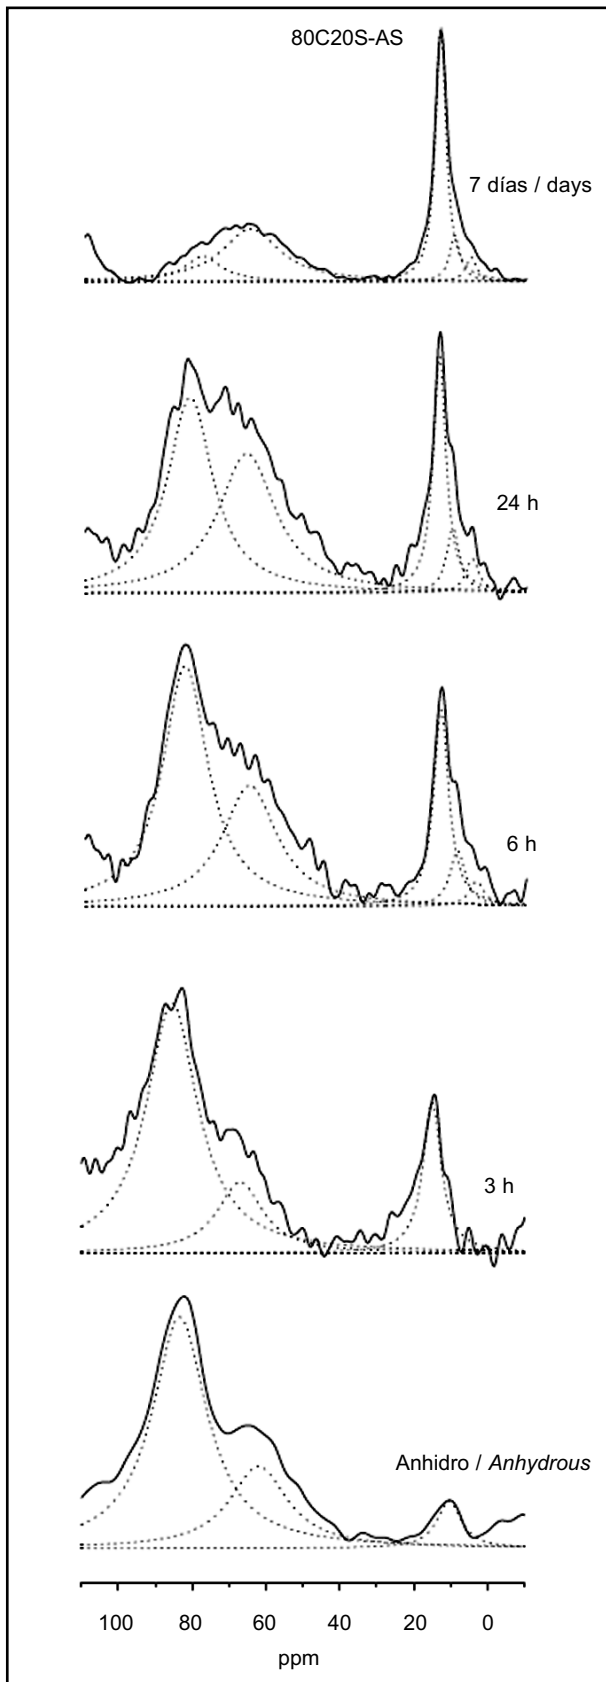 80C20S-AS
7 días / days
24 h
6 h
3 h
Anhidro / Anhydrous
100 80 60 40 20 0
ppm